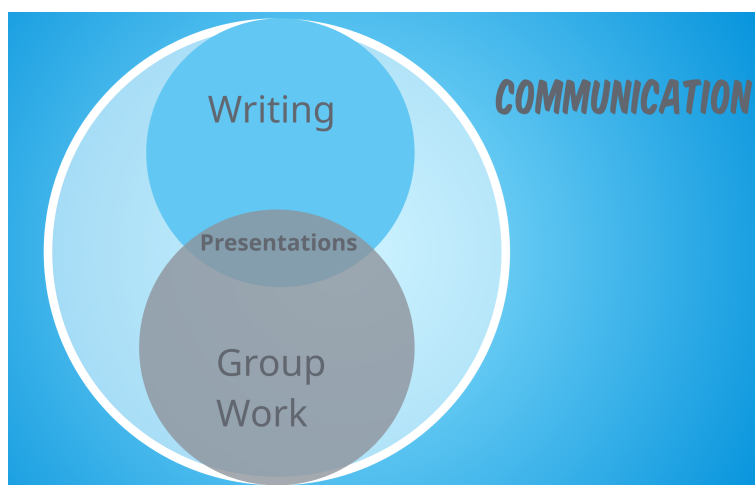 COMMUNICATION
Writing
Presentations
Group
Work